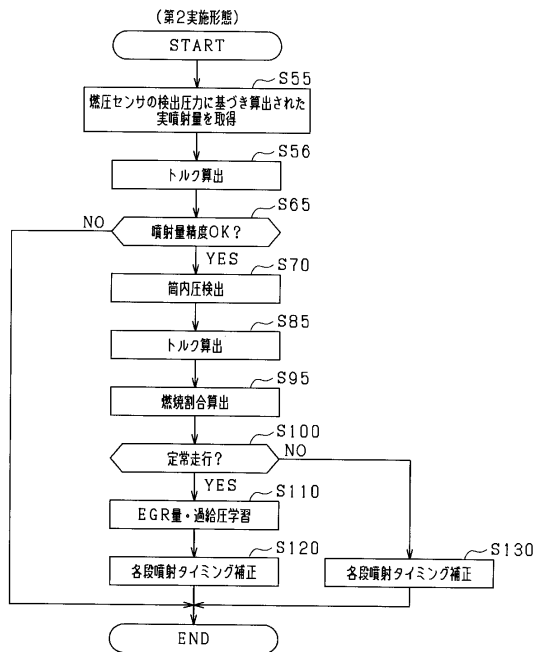 (第2実施形態)
START
S55
燃圧センサの検出圧力に基づき算出された
実噴射量を取得
S56
トルク算出
S65
NO
噴射量精度OK?
YES
S70
筒内圧検出
S85
トルク算出
S95
燃焼割合算出
S100
定常走行?
NO
YES
S110
EGR量・過給圧学習
S120
各段噴射タイミング補正
S130
各段噴射タイミング補正
END